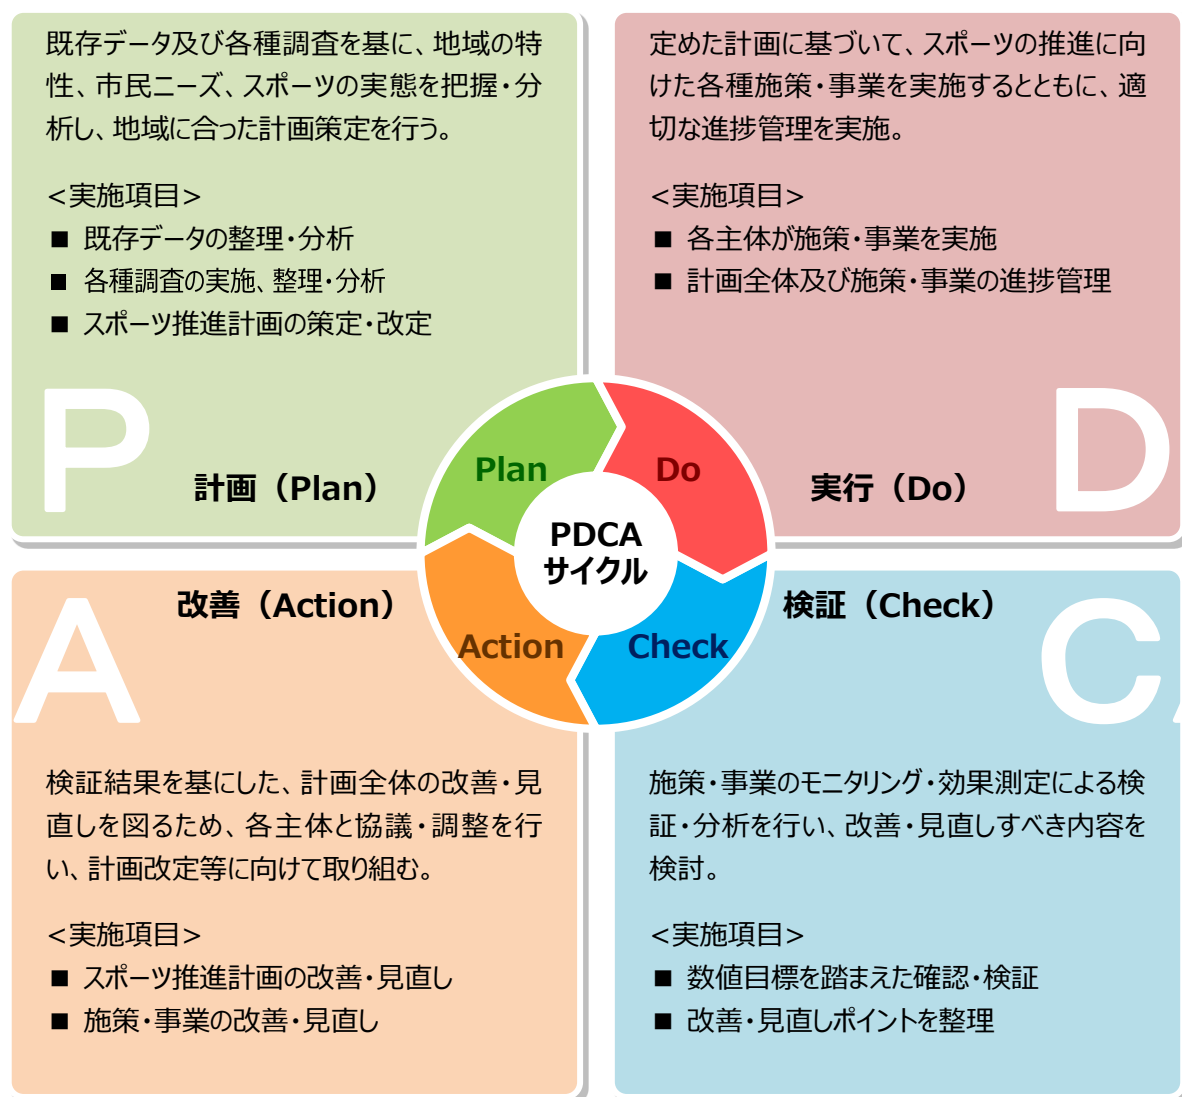 既存データ及び各種調査を基に、地域の特
性、市民ニーズ、スポーツの実態を把握・分
析し、地域に合った計画策定を行う。
<実施項目>
■ 既存データの整理・分析
■ 各種調査の実施、整理・分析
■ スポーツ推進計画の策定・改定
P
計画（Plan）
定めた計画に基づいて、スポーツの推進に向
けた各種施策・事業を実施するとともに、適
切な進捗管理を実施。
<実施項目>
■ 各主体が施策・事業を実施
■ 計画全体及び施策・事業の進捗管理
D
実行（Do）
Plan
Do
PDCA
サイクル
Action
Check
改善（Action）
A
検証結果を基にした、計画全体の改善・見
直しを図るため、各主体と協議・調整を行
い、計画改定等に向けて取り組む。
<実施項目>
■ スポーツ推進計画の改善・見直し
■ 施策・事業の改善・見直し
検証（Check）
C
施策・事業のモニタリング・効果測定による検
証・分析を行い、改善・見直しすべき内容を
検討。
<実施項目>
■ 数値目標を踏まえた確認・検証
■ 改善・見直しポイントを整理